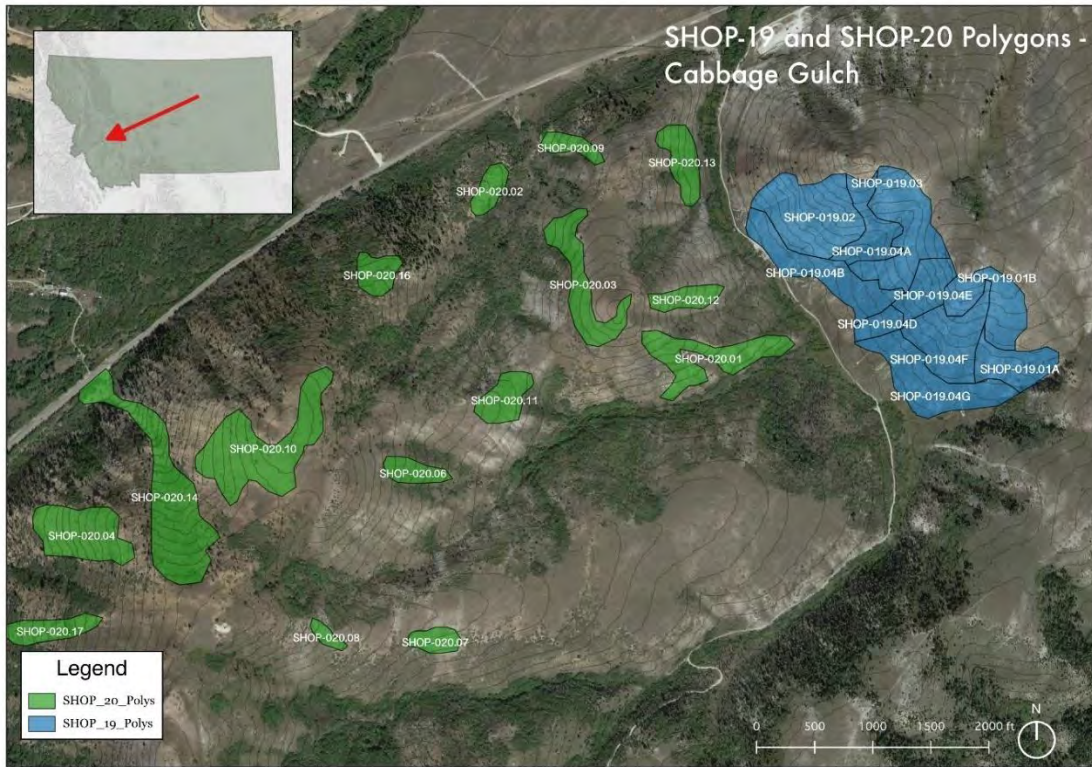 SHOP-19 and SHOP-20 Polygons -
Cabbage Gulch
SHOP-020.09
SHOP-020.13
SHOP-020.02
SHOP-019.03
SHOP-019.02
SHOP-019.04A
SHOP-020.16
SHOP-020.03
SHOP-019.04B
SHOP-019.01B
SHOP-020.12
SHOP-019.04E
SHOP-019.04D
SHOP-020.01
SHOP-019.04F
SHOP-019.01A
SHOP-020.11
SHOP-019.04G
SHOP-020.10
SHOP-020.06
SHOP-020.14
SHOP-020.04
SHOP-020.17
SHOP-020.08
SHOP-020.07
Legend
SHOP_20_Polys
SHOP_19_Polys
0 500 1000 2000 ft
N